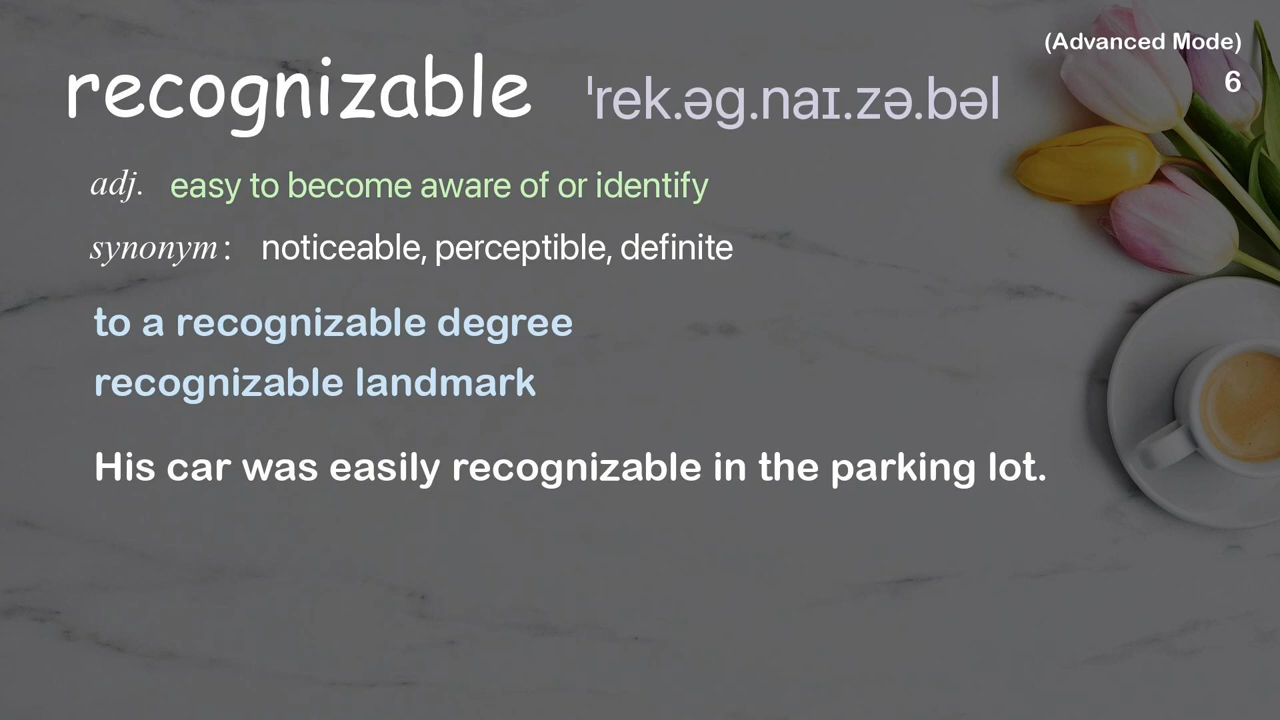 (Advanced Mode)
6
recognizable ˈrek.əg.naɪ.zə.bəl
adj. easy to become aware of or identify
synonym: noticeable, perceptible, definite
to a recognizable degree
recognizable landmark
His car was easily recognizable in the parking lot.